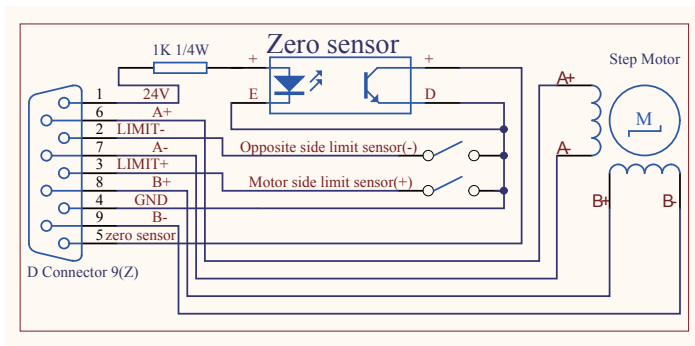 Zero sensor
1K 1/4W
+
+
Step Motor
E
D
A+
M
A-
B+
B-
1
24V
6
A+
2
LIMIT-
Opposite side limit sensor(-)
7
A-
3
LIMIT+
Motor side limit sensor(+)
8
B+
4
GND
9
B-
5
zero sensor
D Connector 9(Z)